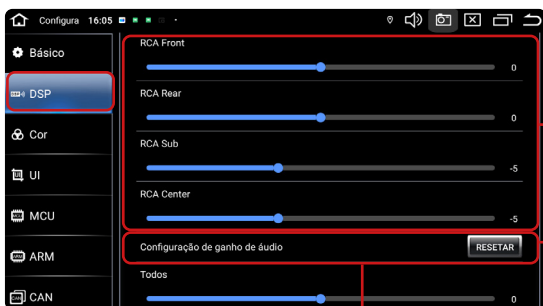 Configura 16:05
Básico
DSP
Cor
UI
MCU
ARM
CAN
RCA Front
0
RCA Rear
0
RCA Sub
-5
RCA Center
-5
Configuração de ganho de áudio
RESETAR
Todos
0